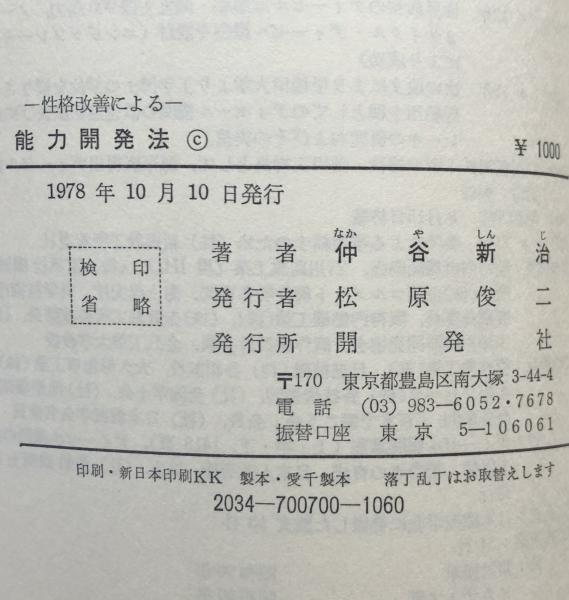 ―性格改善による―
能力開発法 ⓒ
¥ 1000
1978 年 10 月 10 日発行
検 印
省 略
なか や しん じ
著者 仲谷新治
発行者 松原俊二
発行所 開発社
〒170 東京都豊島区南大塚 3-44-4
電話 (03) 983―6052・7678
振替口座 東京 5―106061
印刷・新日本印刷KK 製本・愛千製本 落丁乱丁はお取替えします
2034―700700―1060